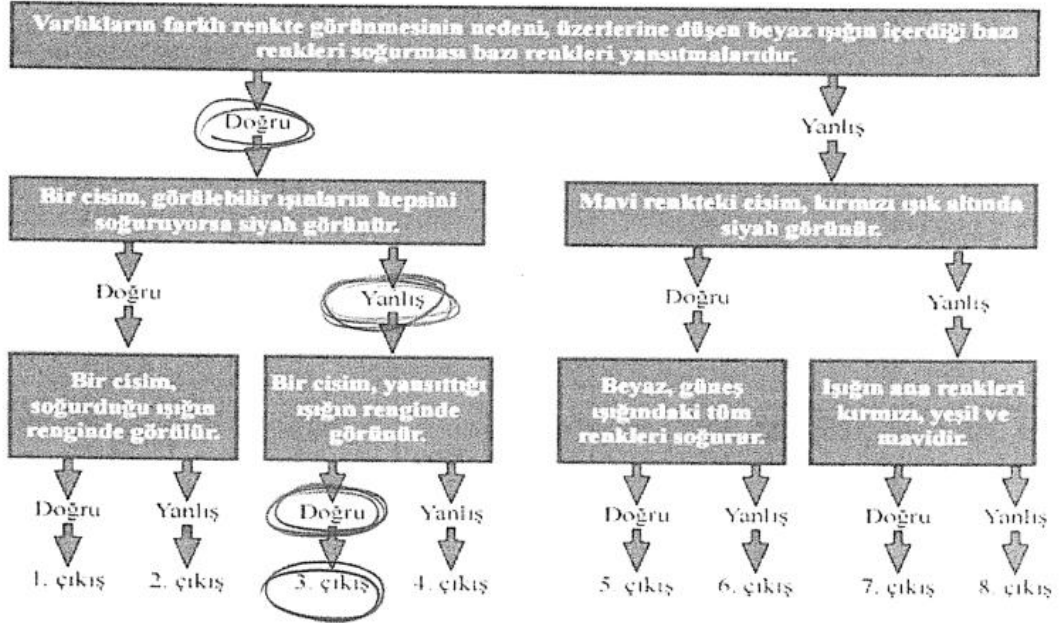 Varlıkların farklı renkte görünmesinin nedeni, üzerlerine düşen beyaz ışığın içerdiği bazı
renkleri soğurması bazı renkleri yansıtmalarıdır.
Doğru
Yanlış
Bir cisim, görülebilir ışınların hepsini
soğuruyorsa siyah görünür.
Mavi renkteki cisim, kırmızı ışık altında
siyah görünür.
Doğru
Yanlış
Doğru
Yanlış
Bir cisim,
soğurduğu ışığın
renginde görülür.
Bir cisim, yansıttığı
ışığın renginde
görünür.
Beyaz, güneş
ışığındaki tüm
renkleri soğurur.
Işığın ana renkleri
kırmızı, yeşil ve
mavidir.
Doğru
Yanlış
Doğru
Yanlış
Doğru
Yanlış
Doğru
Yanlış
1. çıkış
2. çıkış
3. çıkış
4. çıkış
5. çıkış
6. çıkış
7. çıkış
8. çıkış